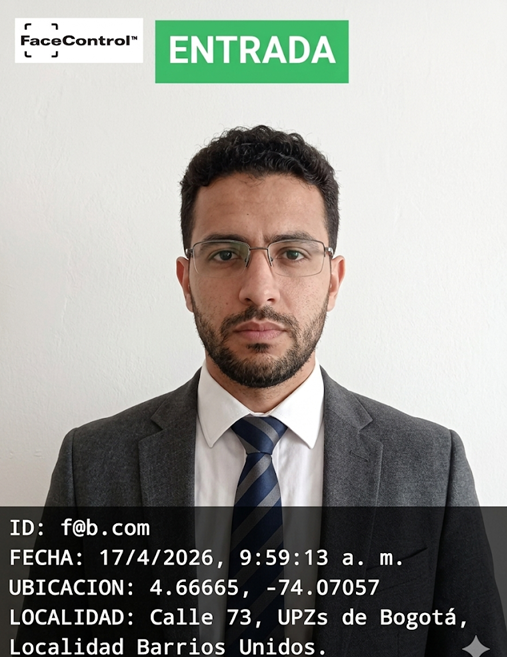 FaceControl™
ENTRADA
ID: f@b.com
FECHA: 17/4/2026, 9:59:13 a. m.
UBICACION: 4.66665, -74.07057
LOCALIDAD: Calle 73, UPZs de Bogotá,
Localidad Barrios Unidos.